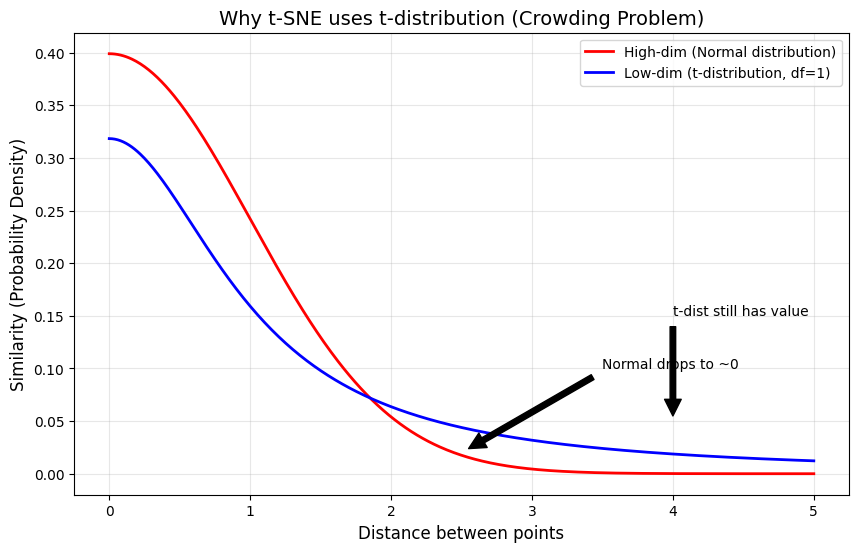 Why t-SNE uses t-distribution (Crowding Problem)
High-dim (Normal distribution)
Low-dim (t-distribution, df=1)
Similarity (Probability Density)
0.40
0.35
0.30
0.25
0.20
0.15
0.10
0.05
0.00
t-dist still has value
Normal drops to ~0
0 1 2 3 4 5
Distance between points